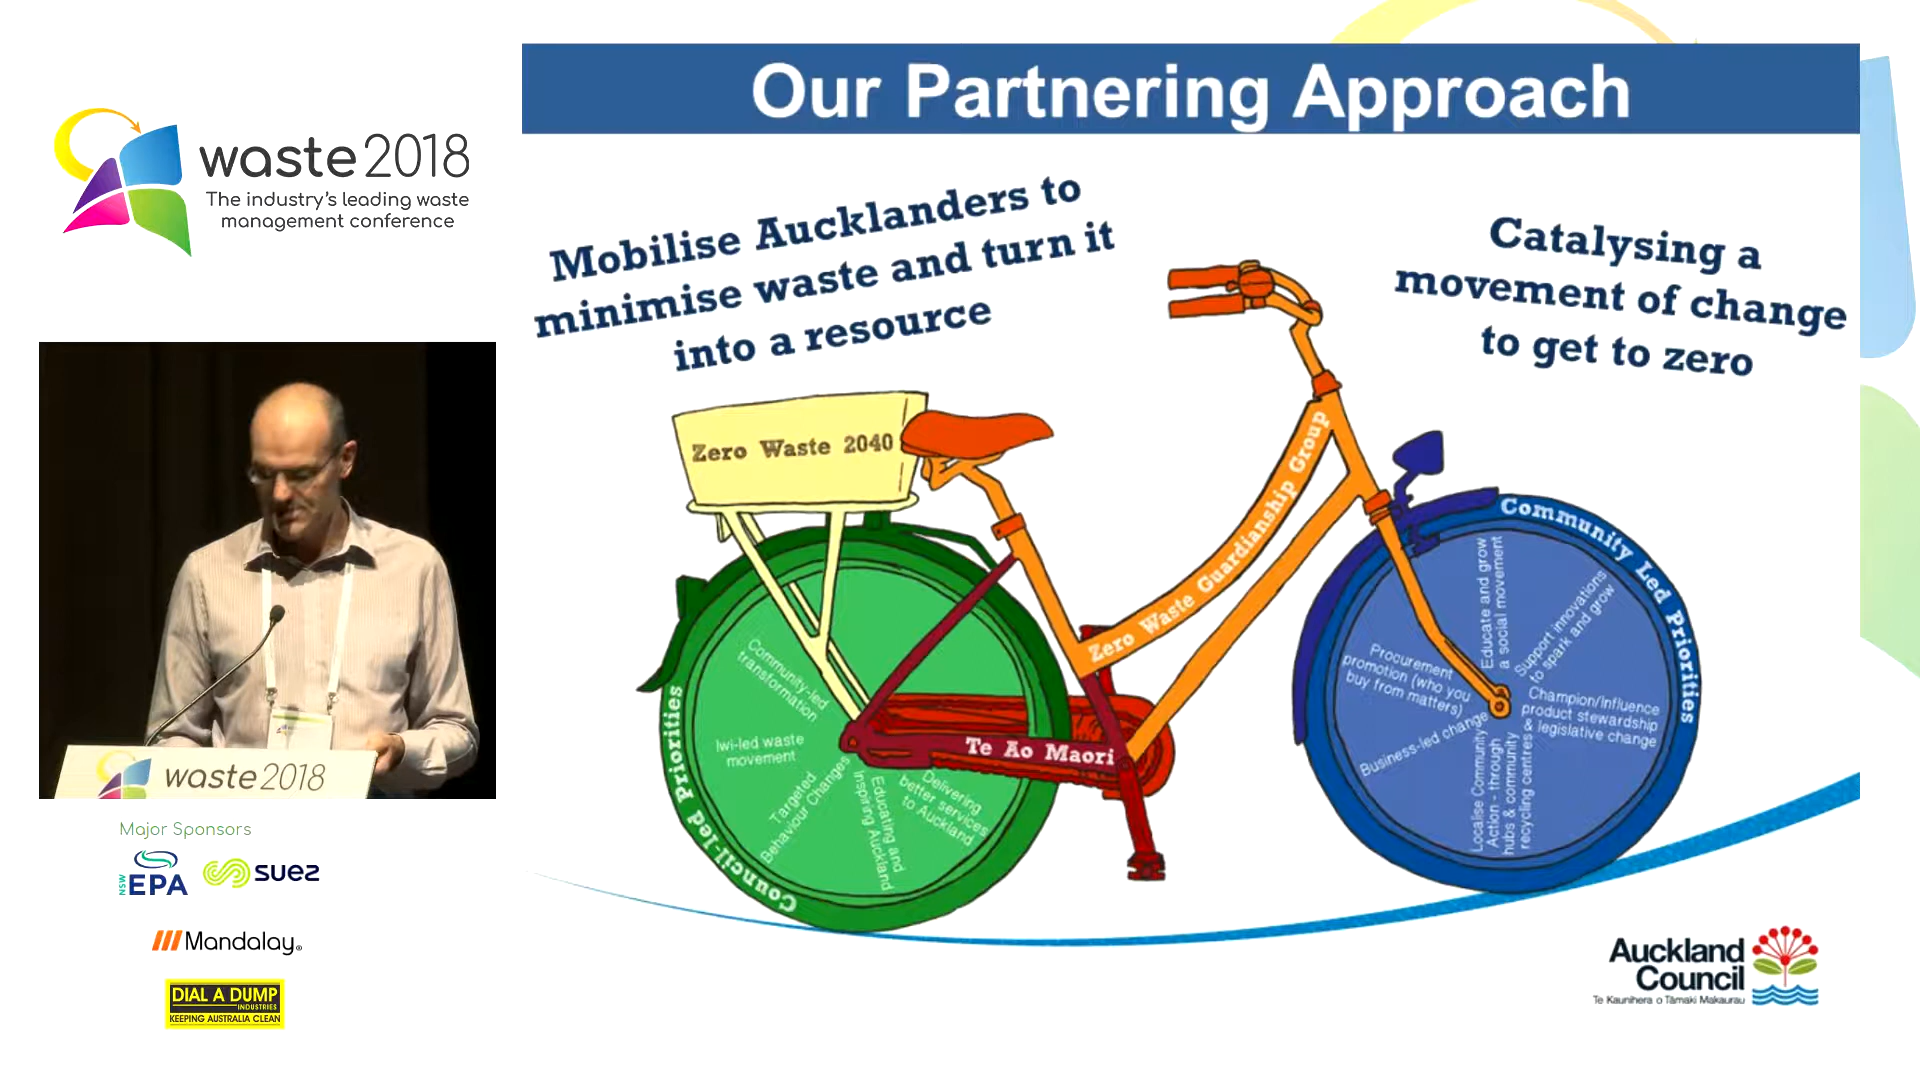 Our Partnering Approach
waste 2018
The industry's leading waste
management conference
Mobilise Aucklanders to
minimise waste and turn it
into a resource
Catalysing a
movement of change
to get to zero
Zero Waste 2040
Zero Waste Guardianship Group
Te Ao Maori
Council-led Priorities
Community-led
transformation
Iwi-led waste
movement
Targeted
Behaviour Changes
Educating and
Inspiring Auckland
Delivering
better services
to Auckland
Community Led Priorities
Educate and grow
a social movement
Support innovations
to spark and grow
Champion/Influence
product stewardship
& legislative change
Localise Community
Action - through
hubs & community
recycling centres
Business-led change
Procurement
promotion (who you
buy from matters)
waste 2018
Major Sponsors
NSW
EPA
suez
Mandalay®
DIAL A DUMP
INDUSTRIES
KEEPING AUSTRALIA CLEAN
Auckland
Council
Te Kaunihera o Tāmaki Makaurau